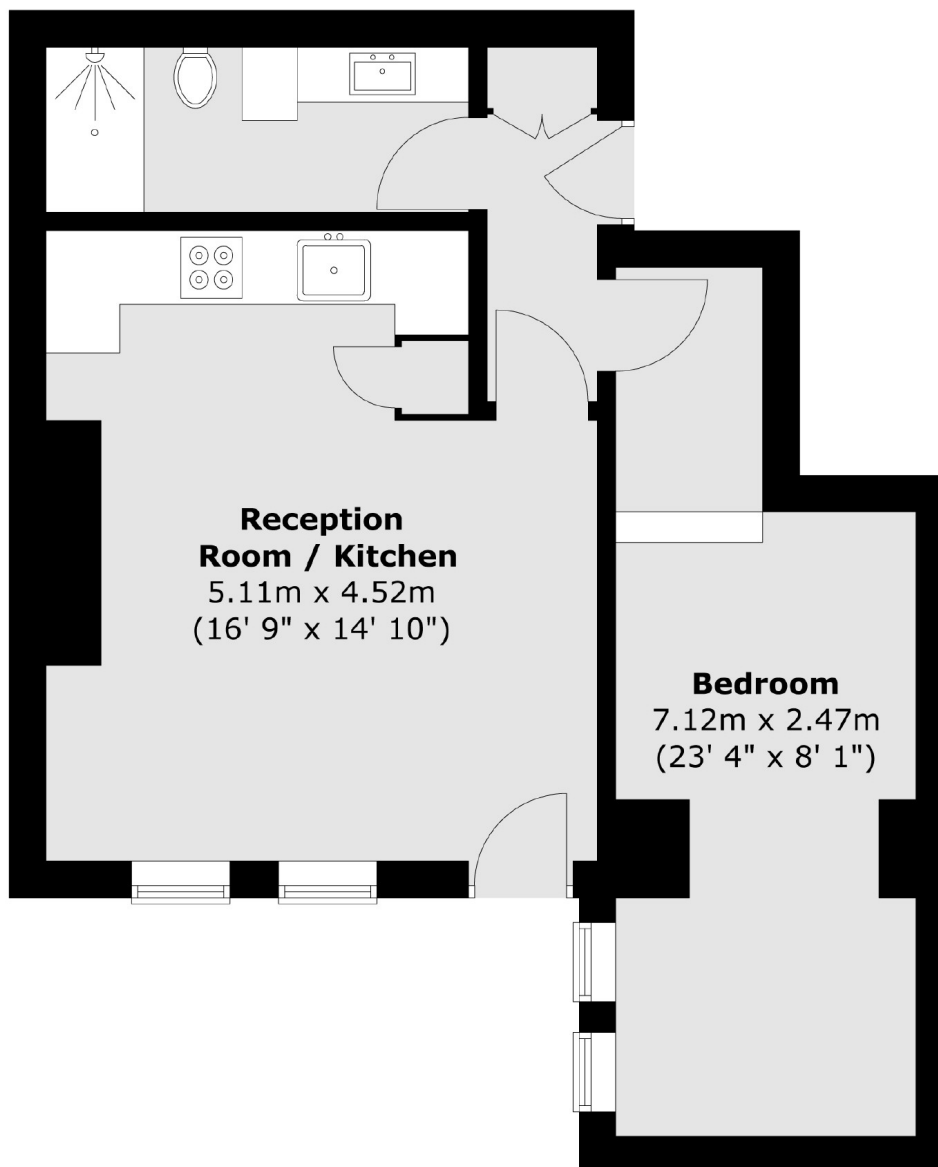 Reception
Room / Kitchen
5.11m x 4.52m
(16' 9" x 14' 10")
Bedroom
7.12m x 2.47m
(23' 4" x 8' 1")